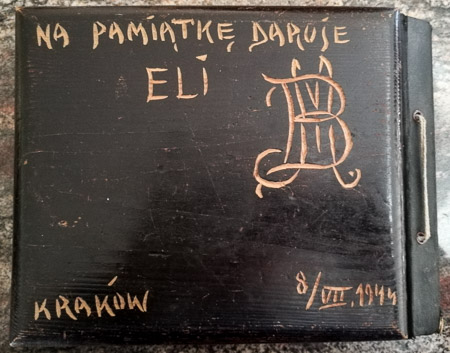 NA PAMIĄTKĘ DARUJE
ELI
KRAKÓW
8/VII.1944